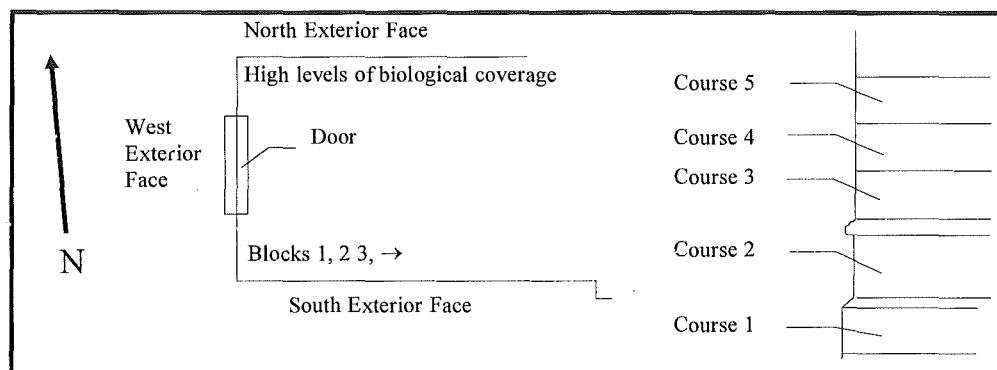 North Exterior Face
High levels of biological coverage
West
Exterior
Face
Door
N
Blocks 1, 2 3, →
South Exterior Face
Course 5
Course 4
Course 3
Course 2
Course 1